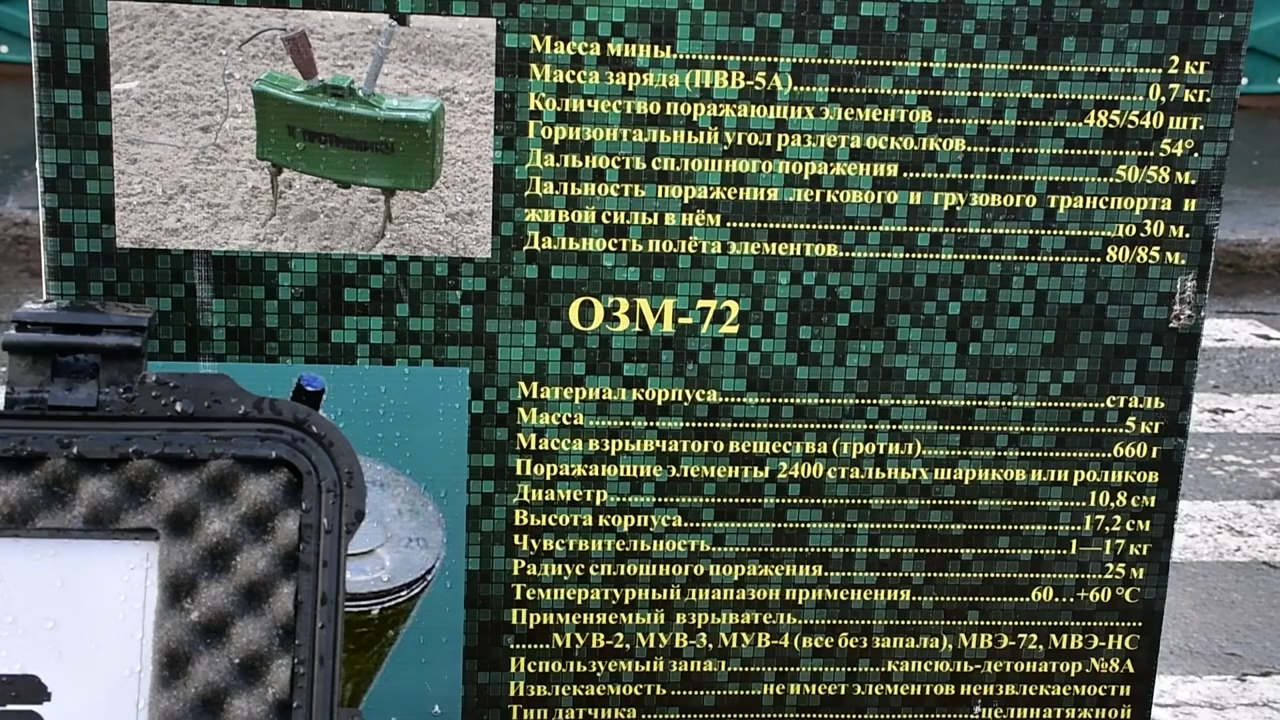 К ПРОТИВНИКУ
Масса мины..........2 кг
Масса заряда (ПВВ-5А)..........0,7 кг.
Количество поражающих элементов ..........485/540 шт.
Горизонтальный угол разлета осколков..........54°.
Дальность сплошного поражения ..........50/58 м.
Дальность поражения легкового и грузового транспорта и
живой силы в нём ..........до 30 м.
Дальность полёта элементов..........80/85 м.
ОЗМ-72
Материал корпуса..........сталь
Масса ..........5 кг
Масса взрывчатого вещества (тротил)..........660 г
Поражающие элементы 2400 стальных шариков или роликов
Диаметр..........10,8 см
Высота корпуса..........17,2 см
Чувствительность..........1—17 кг
Радиус сплошного поражения..........25 м
Температурный диапазон применения..........60…+60 °C
Применяемый взрыватель..........
.......МУВ-2, МУВ-3, МУВ-4 (все без запала), МВЭ-72, МВЭ-НС
Используемый запал..........капсюль-детонатор №8А
Извлекаемость ..........не имеет элементов неизвлекаемости
Тип датчика ..........целинатяжной